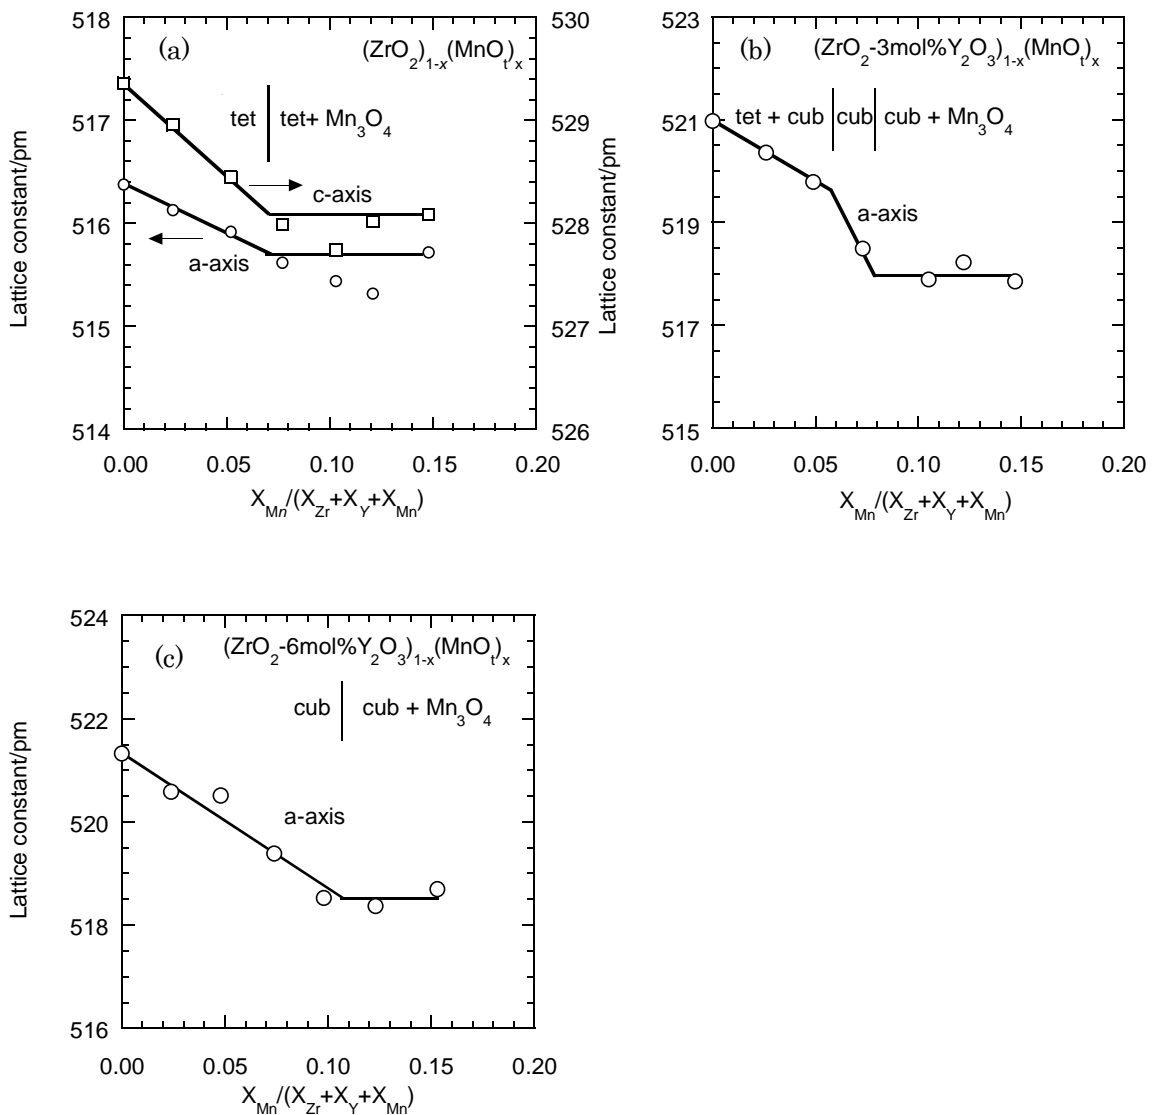 (a)
(ZrO2)1-x(MnOt)x
518
517
516
515
514
530
529
528
527
526
Lattice constant/pm
Lattice constant/pm
tet
tet+ Mn3O4
c-axis
a-axis
0.00
0.05
0.10
0.15
0.20
XMn/(XZr+XY+XMn)
(b)
(ZrO2-3mol%Y2O3)1-x(MnOt)x
523
521
519
517
515
Lattice constant/pm
tet + cub
cub
cub + Mn3O4
a-axis
0.00
0.05
0.10
0.15
0.20
XMn/(XZr+XY+XMn)
(c)
(ZrO2-6mol%Y2O3)1-x(MnOt)x
524
522
520
518
516
Lattice constant/pm
cub
cub + Mn3O4
a-axis
0.00
0.05
0.10
0.15
0.20
XMn/(XZr+XY+XMn)